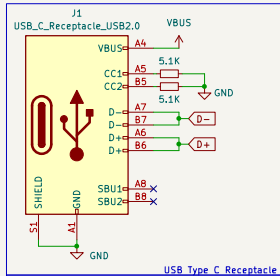 J1
USB_C_Receptacle_USB2.0
VBUS
VBUS A4
5.1K
CC1 A5
CC2 B5
GND
5.1K
D- A7
D- B7
D-
D+ A6
D+ B6
D+
SBU1 A8
SBU2 B8
SHIELD
GND
S1
A1
GND
USB Type C Receptacle